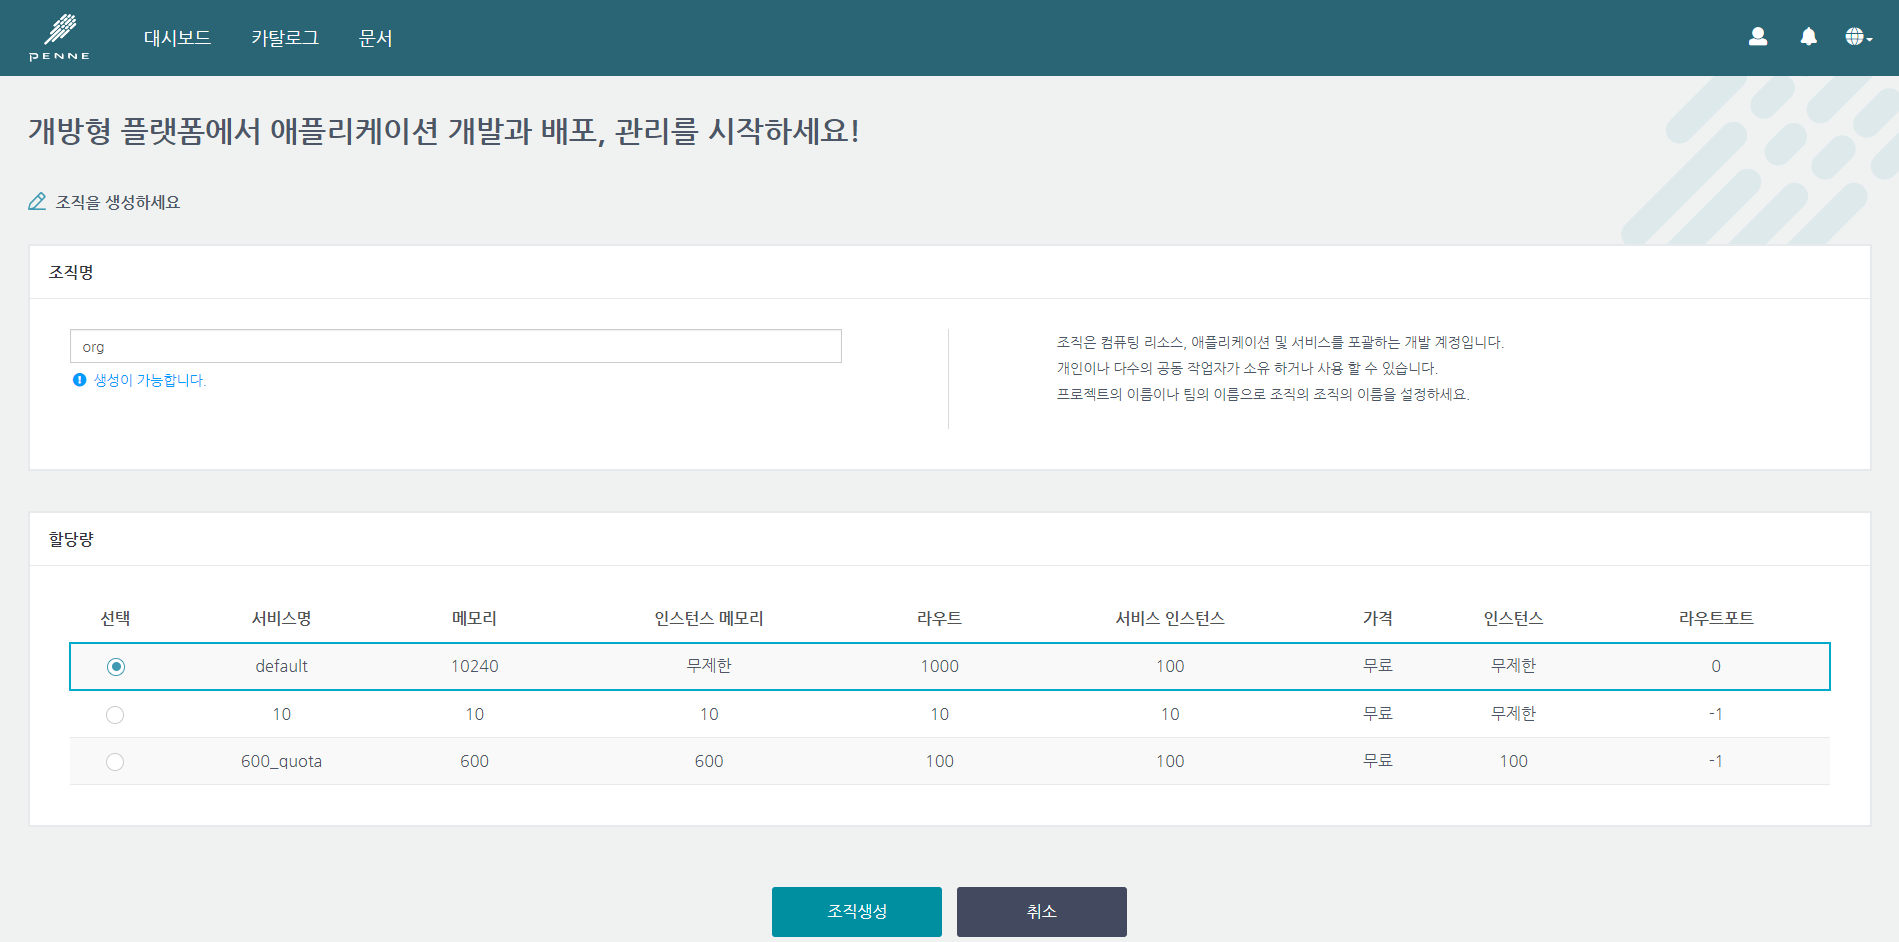 PENNE
대시보드 카탈로그 문서
개방형 플랫폼에서 애플리케이션 개발과 배포, 관리를 시작하세요!
조직을 생성하세요
조직명
org
생성이 가능합니다.
조직은 컴퓨팅 리소스, 애플리케이션 및 서비스를 포괄하는 개발 계정입니다.
개인이나 다수의 공동 작업자가 소유 하거나 사용 할 수 있습니다.
프로젝트의 이름이나 팀의 이름으로 조직의 조직의 이름을 설정하세요.
할당량
선택 서비스명 메모리 인스턴스 메모리 라우트 서비스 인스턴스 가격 인스턴스 라우트포트
default 10240 무제한 1000 100 무료 무제한 0
10 10 10 10 10 무료 무제한 -1
600_quota 600 600 100 100 무료 100 -1
조직생성 취소